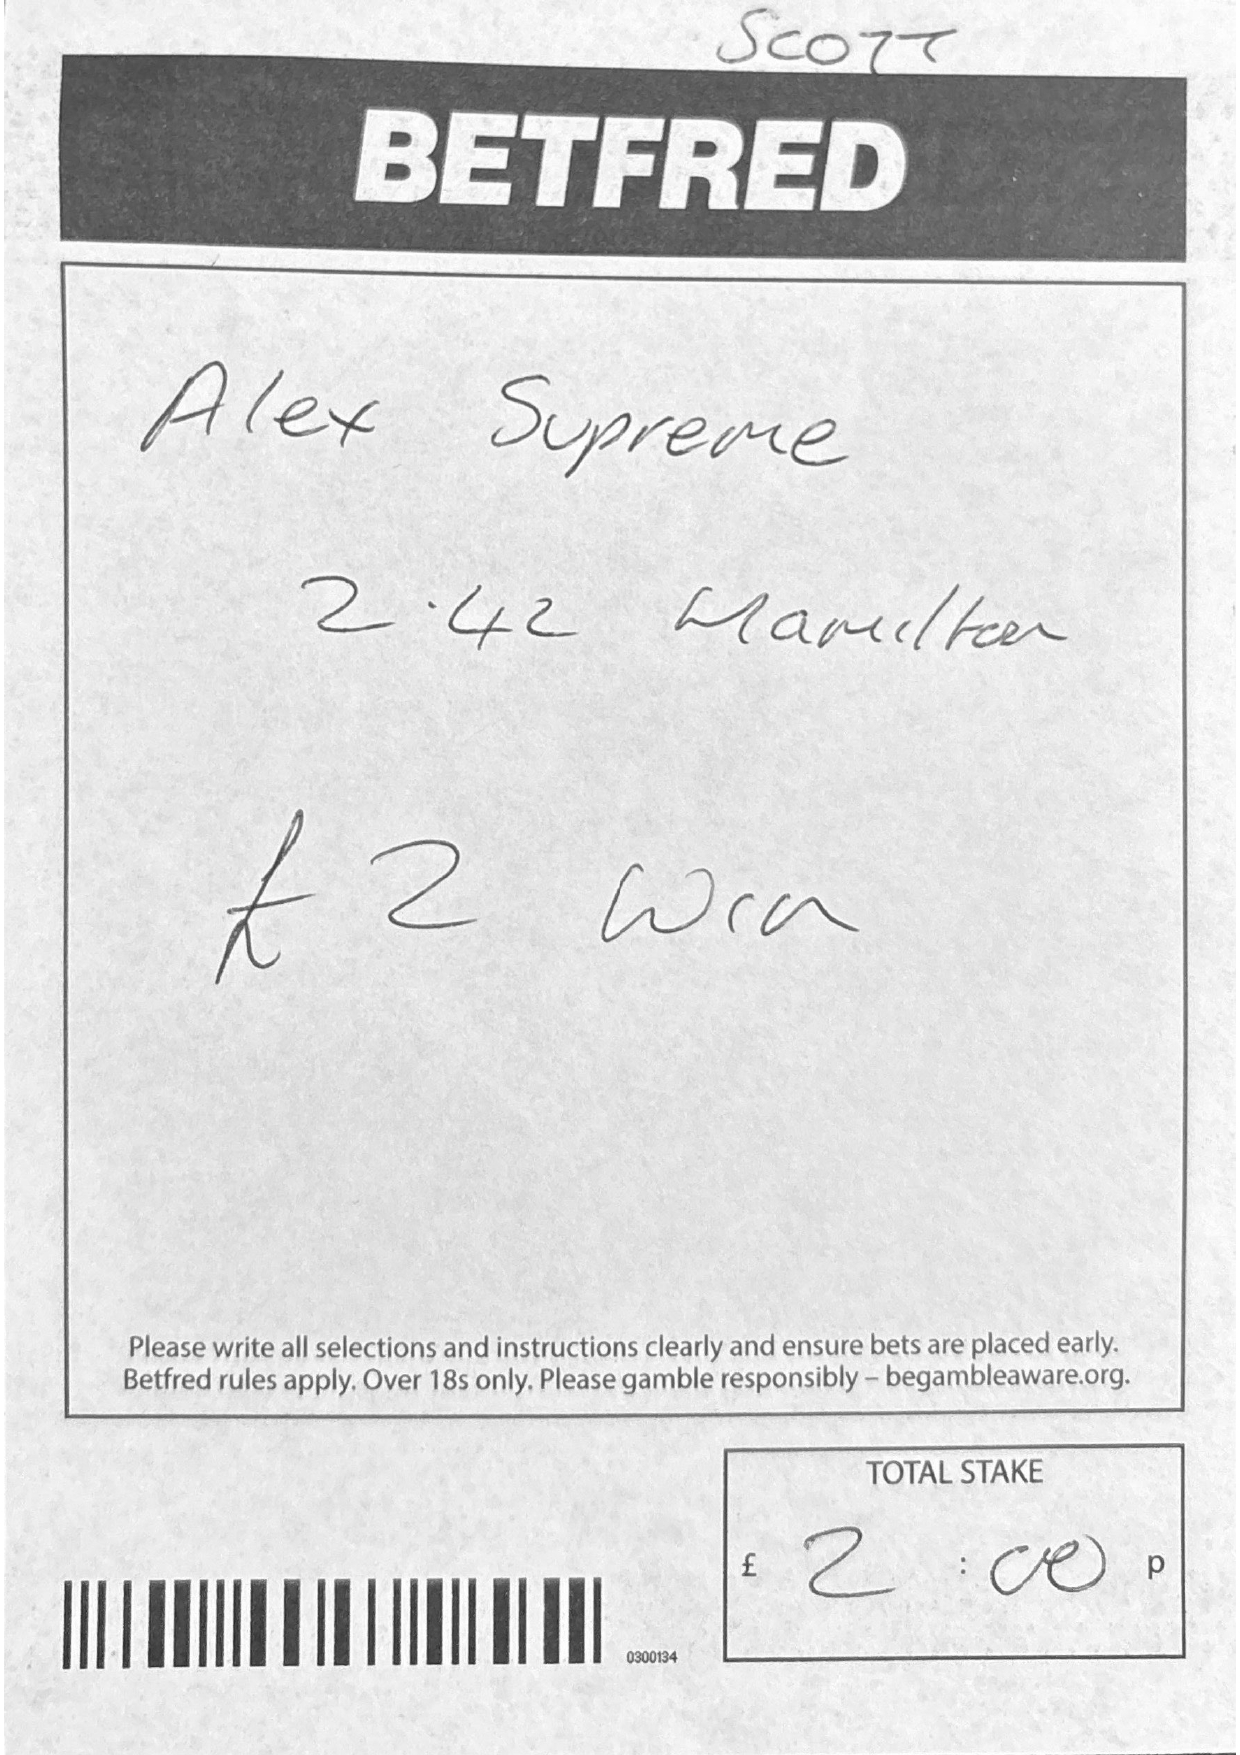 SCOTT
BETFRED
Alex Supreme
2.42 Hamilton
£2 Win
Please write all selections and instructions clearly and ensure bets are placed early.
Betfred rules apply. Over 18s only. Please gamble responsibly – begambleaware.org.
TOTAL STAKE
£ 2 : 00 p
0300134